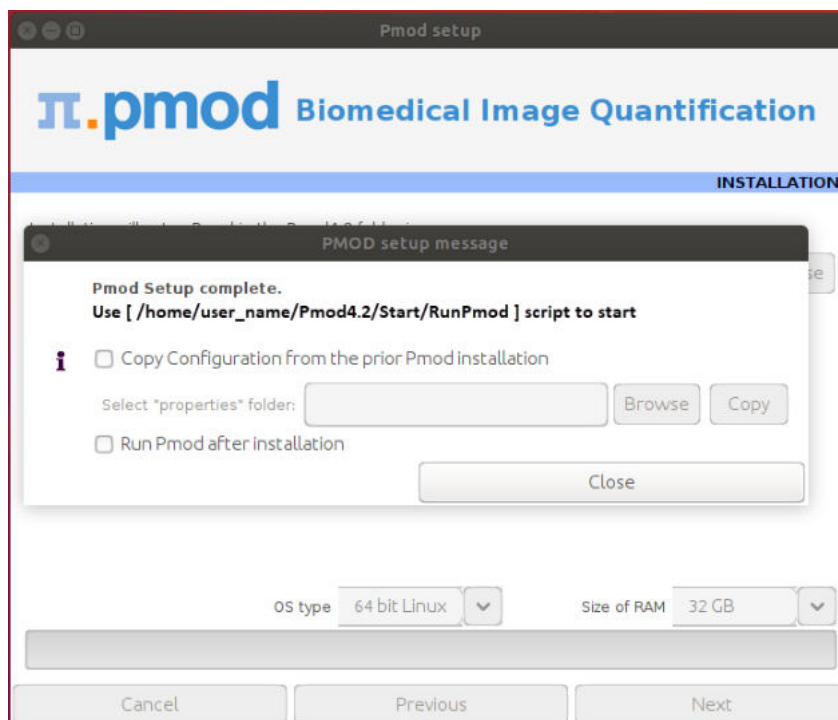 Pmod setup
π.pmod Biomedical Image Quantification
INSTALLATION
PMOD setup message
Pmod Setup complete.
Use [ /home/user_name/Pmod4.2/Start/RunPmod ] script to start
i
Copy Configuration from the prior Pmod installation
Select "properties" folder: Browse Copy
Run Pmod after installation
Close
OS type 64 bit Linux Size of RAM 32 GB
Cancel Previous Next